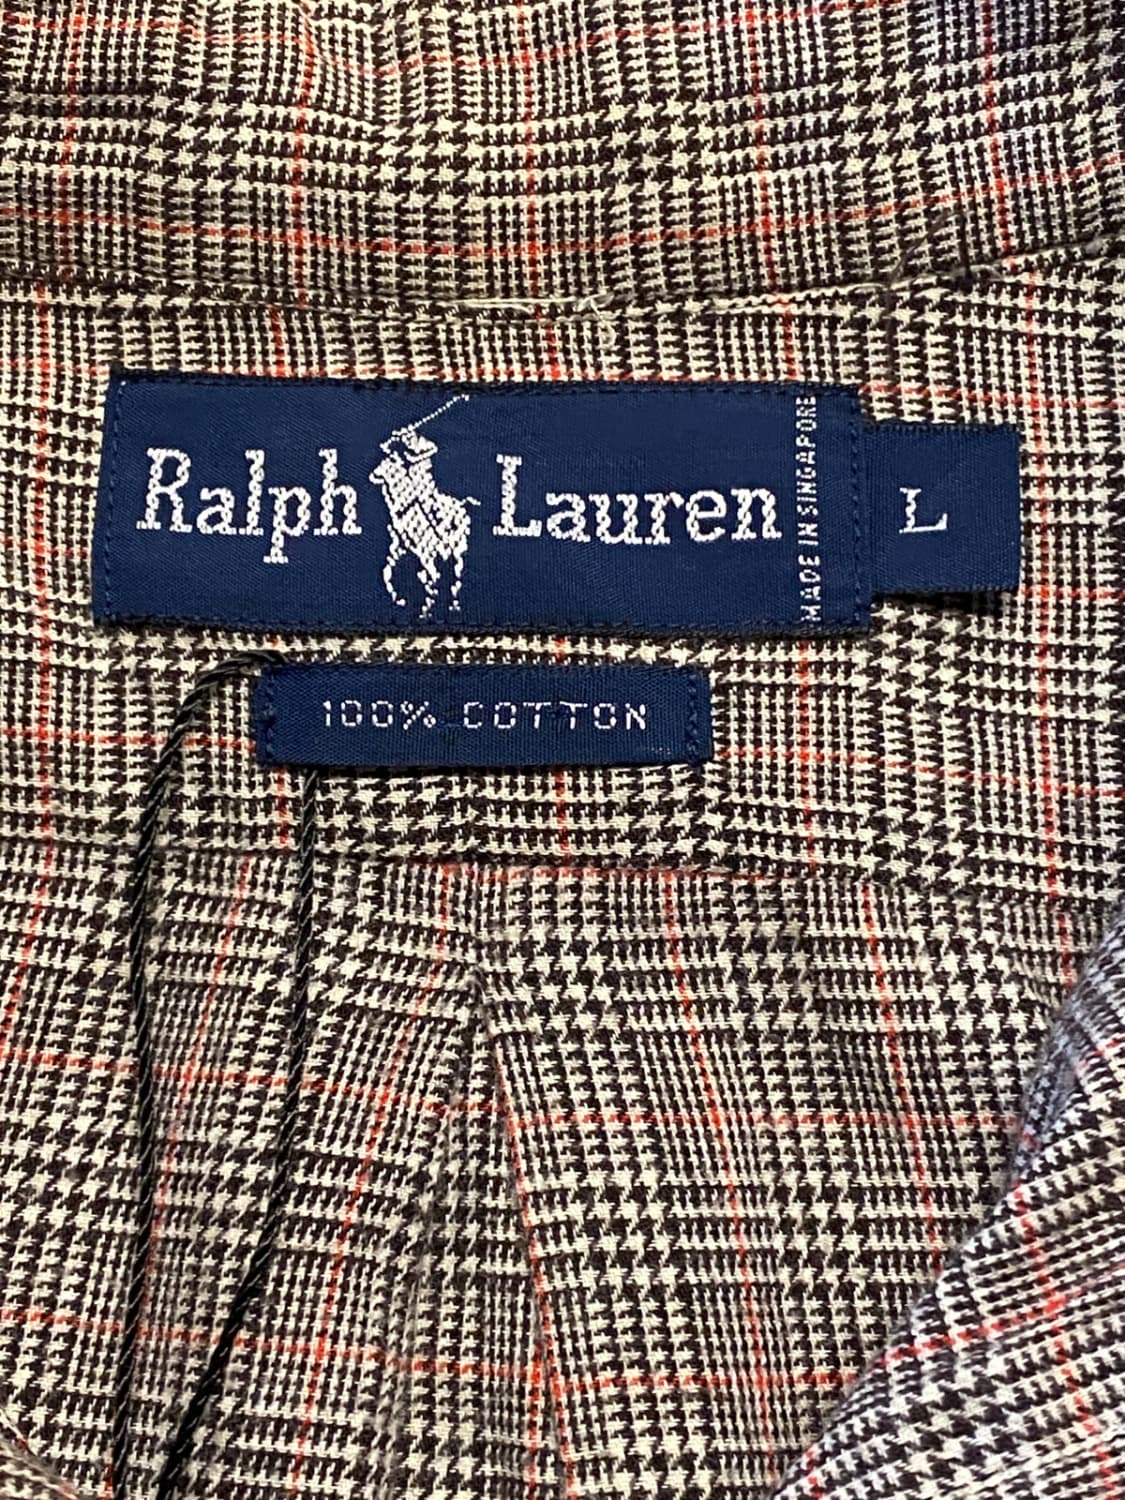 Ralph Lauren
MADE IN SINGAPORE
L
100% COTTON